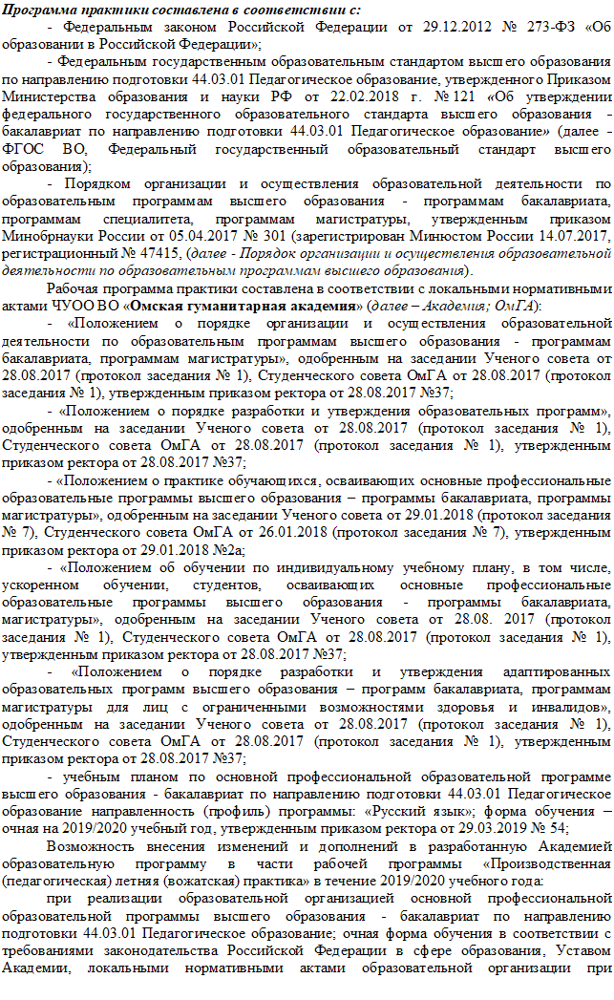 Программа практики составлена в соответствии с:
- Федеральным законом Российской Федерации от 29.12.2012 № 273-ФЗ «Об
образовании в Российской Федерации»;
- Федеральным государственным образовательным стандартом высшего образования
по направлению подготовки 44.03.01 Педагогическое образование, утвержденного Приказом
Министерства образования и науки РФ от 22.02.2018 г. №121 «Об утверждении
федерального государственного образовательного стандарта высшего образования -
бакалавриат по направлению подготовки 44.03.01 Педагогическое образование» (далее -
ФГОС ВО, Федеральный государственный образовательный стандарт высшего
образования);
- Порядком организации и осуществления образовательной деятельности по
образовательным программам высшего образования - программам бакалавриата,
программам специалитета, программам магистратуры, утвержденным приказом
Минобрнауки России от 05.04.2017 № 301 (зарегистрирован Минюстом России 14.07.2017,
регистрационный № 47415, (далее - Порядок организации и осуществления образовательной
деятельности по образовательным программам высшего образования).
Рабочая программа практики составлена в соответствии с локальными нормативными
актами ЧУОО ВО «Омская гуманитарная академия» (далее – Академия; ОмГА):
- «Положением о порядке организации и осуществления образовательной
деятельности по образовательным программам высшего образования - программам
бакалавриата, программам магистратуры», одобренным на заседании Ученого совета от
28.08.2017 (протокол заседания № 1), Студенческого совета ОмГА от 28.08.2017 (протокол
заседания № 1), утвержденным приказом ректора от 28.08.2017 №37;
- «Положением о порядке разработки и утверждения образовательных программ»,
одобренным на заседании Ученого совета от 28.08.2017 (протокол заседания № 1),
Студенческого совета ОмГА от 28.08.2017 (протокол заседания № 1), утвержденным
приказом ректора от 28.08.2017 №37;
- «Положением о практике обучающихся, осваивающих основные профессиональные
образовательные программы высшего образования – программы бакалавриата, программы
магистратуры», одобренным на заседании Ученого совета от 29.01.2018 (протокол заседания
№ 7), Студенческого совета ОмГА от 26.01.2018 (протокол заседания № 7), утвержденным
приказом ректора от 29.01.2018 №2а;
- «Положением об обучении по индивидуальному учебному плану, в том числе,
ускоренном обучении, студентов, осваивающих основные профессиональные
образовательные программы высшего образования - программы бакалавриата,
магистратуры», одобренным на заседании Ученого совета от 28.08. 2017 (протокол
заседания № 1), Студенческого совета ОмГА от 28.08.2017 (протокол заседания № 1),
утвержденным приказом ректора от 28.08.2017 №37;
- «Положением о порядке разработки и утверждения адаптированных
образовательных программ высшего образования – программ бакалавриата, программам
магистратуры для лиц с ограниченными возможностями здоровья и инвалидов»,
одобренным на заседании Ученого совета от 28.08.2017 (протокол заседания № 1),
Студенческого совета ОмГА от 28.08.2017 (протокол заседания № 1), утвержденным
приказом ректора от 28.08.2017 №37;
- учебным планом по основной профессиональной образовательной программе
высшего образования - бакалавриат по направлению подготовки 44.03.01 Педагогическое
образование направленность (профиль) программы: «Русский язык»; форма обучения –
очная на 2019/2020 учебный год, утвержденным приказом ректора от 29.03.2019 № 54;
Возможность внесения изменений и дополнений в разработанную Академией
образовательную программу в части рабочей программы «Производственная
(педагогическая) летняя (вожатская) практика» в течение 2019/2020 учебного года:
при реализации образовательной организацией основной профессиональной
образовательной программы высшего образования - бакалавриат по направлению
подготовки 44.03.01 Педагогическое образование; очная форма обучения в соответствии с
требованиями законодательства Российской Федерации в сфере образования, Уставом
Академии, локальными нормативными актами образовательной организации при